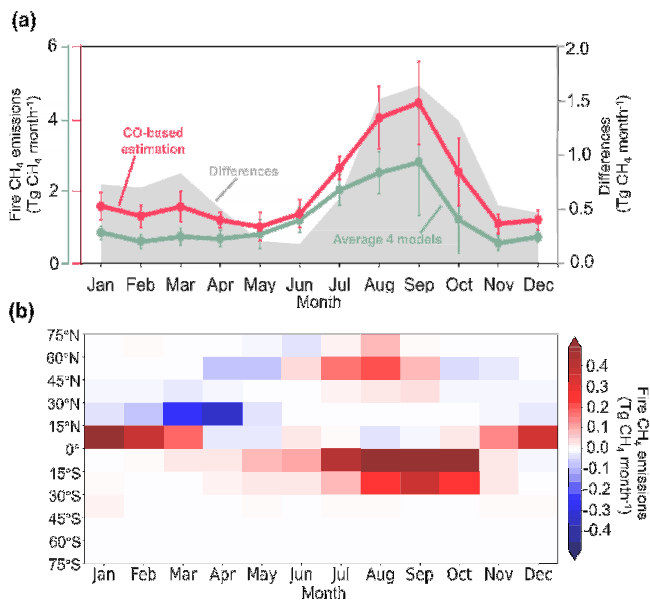 (a)
6
4
2
0
Fire CH₄ emissions
(Tg CH₄ month⁻¹)
CO-based
estimation
Differences
Average 4 models
2.0
1.5
1.0
0.5
0.0
Differences
(Tg CH₄ month⁻¹)
Jan Feb Mar Apr May Jun Jul Aug Sep Oct Nov Dec
Month
(b)
75°N
60°N
45°N
30°N
15°N
0°
15°S
30°S
45°S
60°S
75°S
Jan Feb Mar Apr May Jun Jul Aug Sep Oct Nov Dec
Month
0.4
0.3
0.2
0.1
0.0
-0.1
-0.2
-0.3
-0.4
Fire CH₄ emissions
(Tg CH₄ month⁻¹)